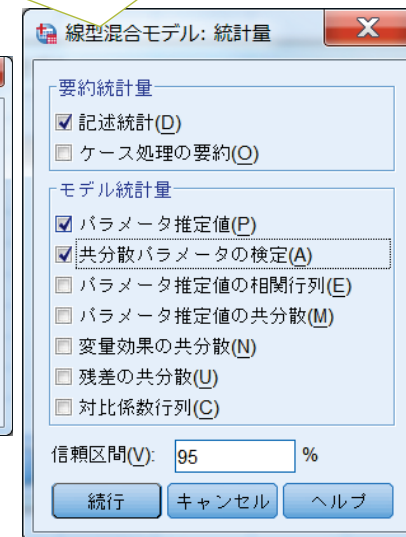 線型混合モデル: 統計量
要約統計量
記述統計(D)
ケース処理の要約(O)
モデル統計量
パラメータ推定値(P)
共分散パラメータの検定(A)
パラメータ推定値の相関行列(E)
パラメータ推定値の共分散(M)
変量効果の共分散(N)
残差の共分散(U)
対比係数行列(C)
信頼区間(V): 95 %
続行 キャンセル ヘルプ